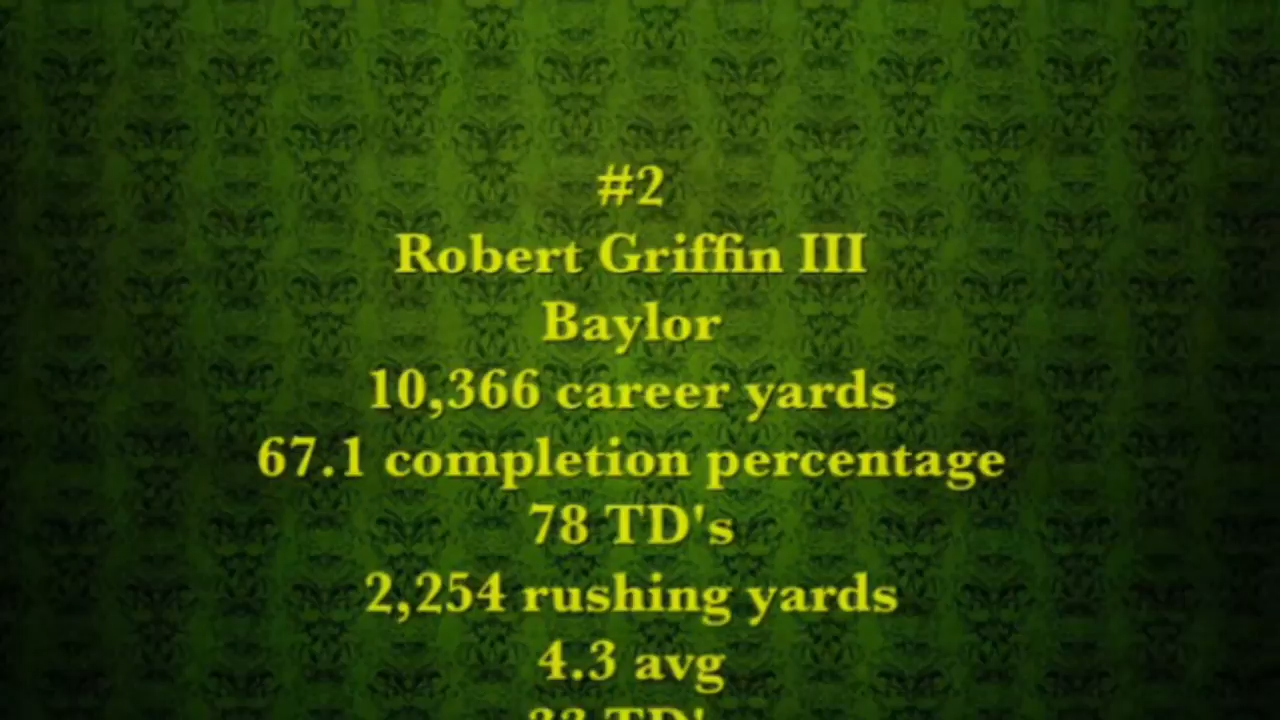 #2
Robert Griffin III
Baylor
10,366 career yards
67.1 completion percentage
78 TD's
2,254 rushing yards
4.3 avg